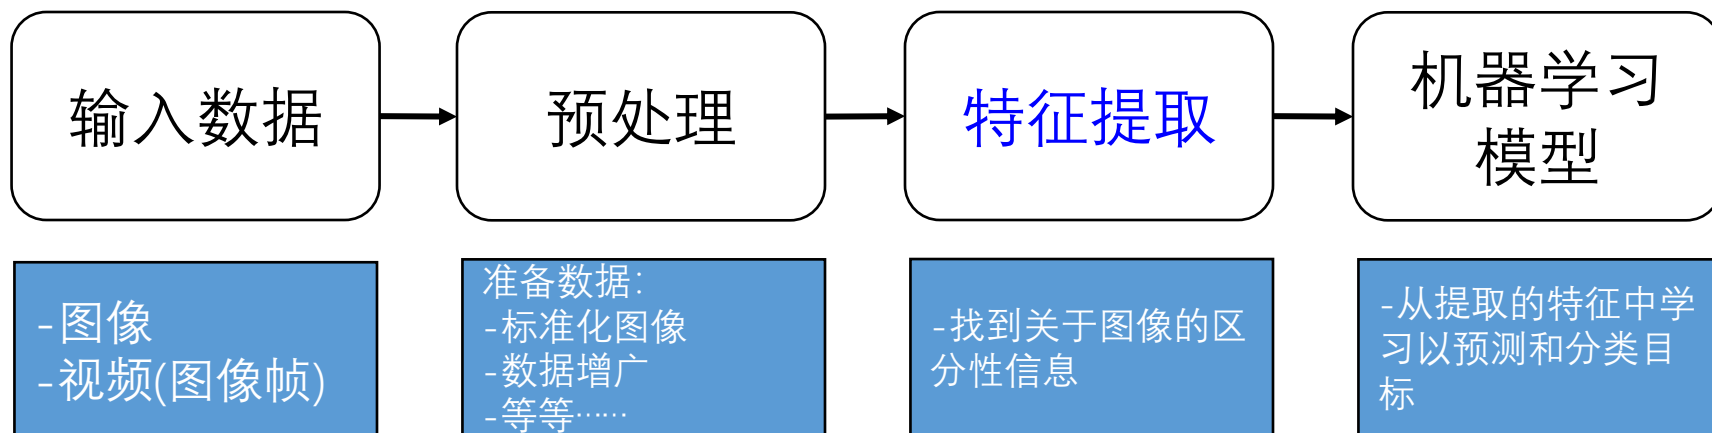 输入数据
预处理
特征提取
机器学习
模型
-图像
-视频(图像帧)
准备数据:
-标准化图像
-数据增广
-等等……
-找到关于图像的区
分性信息
-从提取的特征中学
习以预测和分类目
标